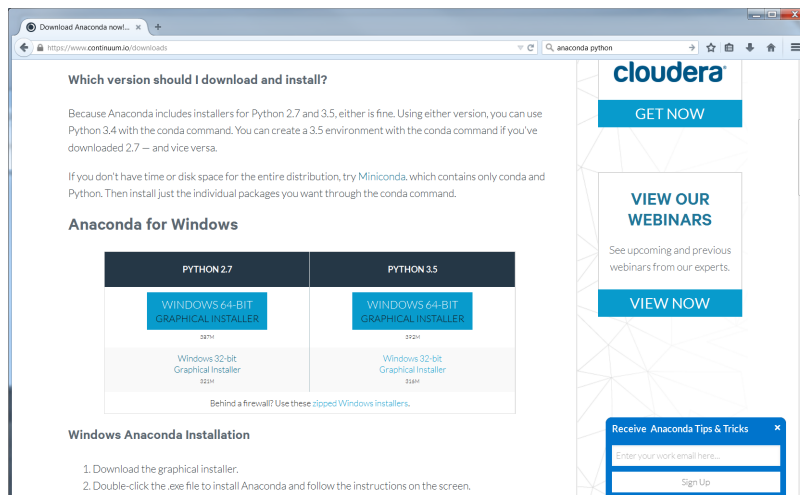 Download Anaconda now!...
https://www.continuum.io/downloads
anaconda python
Which version should I download and install?
Because Anaconda includes installers for Python 2.7 and 3.5, either is fine. Using either version, you can use
Python 3.4 with the conda command. You can create a 3.5 environment with the conda command if you've
downloaded 2.7 — and vice versa.
If you don't have time or disk space for the entire distribution, try Miniconda, which contains only conda and
Python. Then install just the individual packages you want through the conda command.
Anaconda for Windows
PYTHON 2.7
PYTHON 3.5
WINDOWS 64-BIT
GRAPHICAL INSTALLER
387M
WINDOWS 64-BIT
GRAPHICAL INSTALLER
392M
Windows 32-bit
Graphical Installer
321M
Windows 32-bit
Graphical Installer
316M
Behind a firewall? Use these zipped Windows installers.
Windows Anaconda Installation
1. Download the graphical installer.
2. Double-click the .exe file to install Anaconda and follow the instructions on the screen.
cloudera
GET NOW
VIEW OUR
WEBINARS
See upcoming and previous
webinars from our experts.
VIEW NOW
Receive Anaconda Tips & Tricks
Enter your work email here...
Sign Up